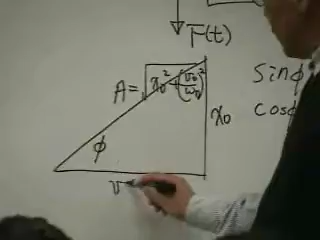 F(t)
A = √(x₀² + (v₀/ω₀)²)
sinϕ
x₀
cosϕ
ϕ
v